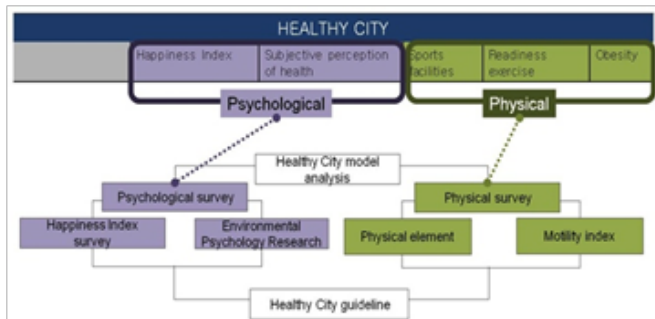 HEALTHY CITY
Happiness Index
Subjective perception
of health
Sports
facilities
Readiness
exercise
Obesity
Psychological
Physical
Healthy City model
analysis
Psychological survey
Physical survey
Happiness Index
survey
Environmental
Psychology Research
Physical element
Motility index
Healthy City guideline